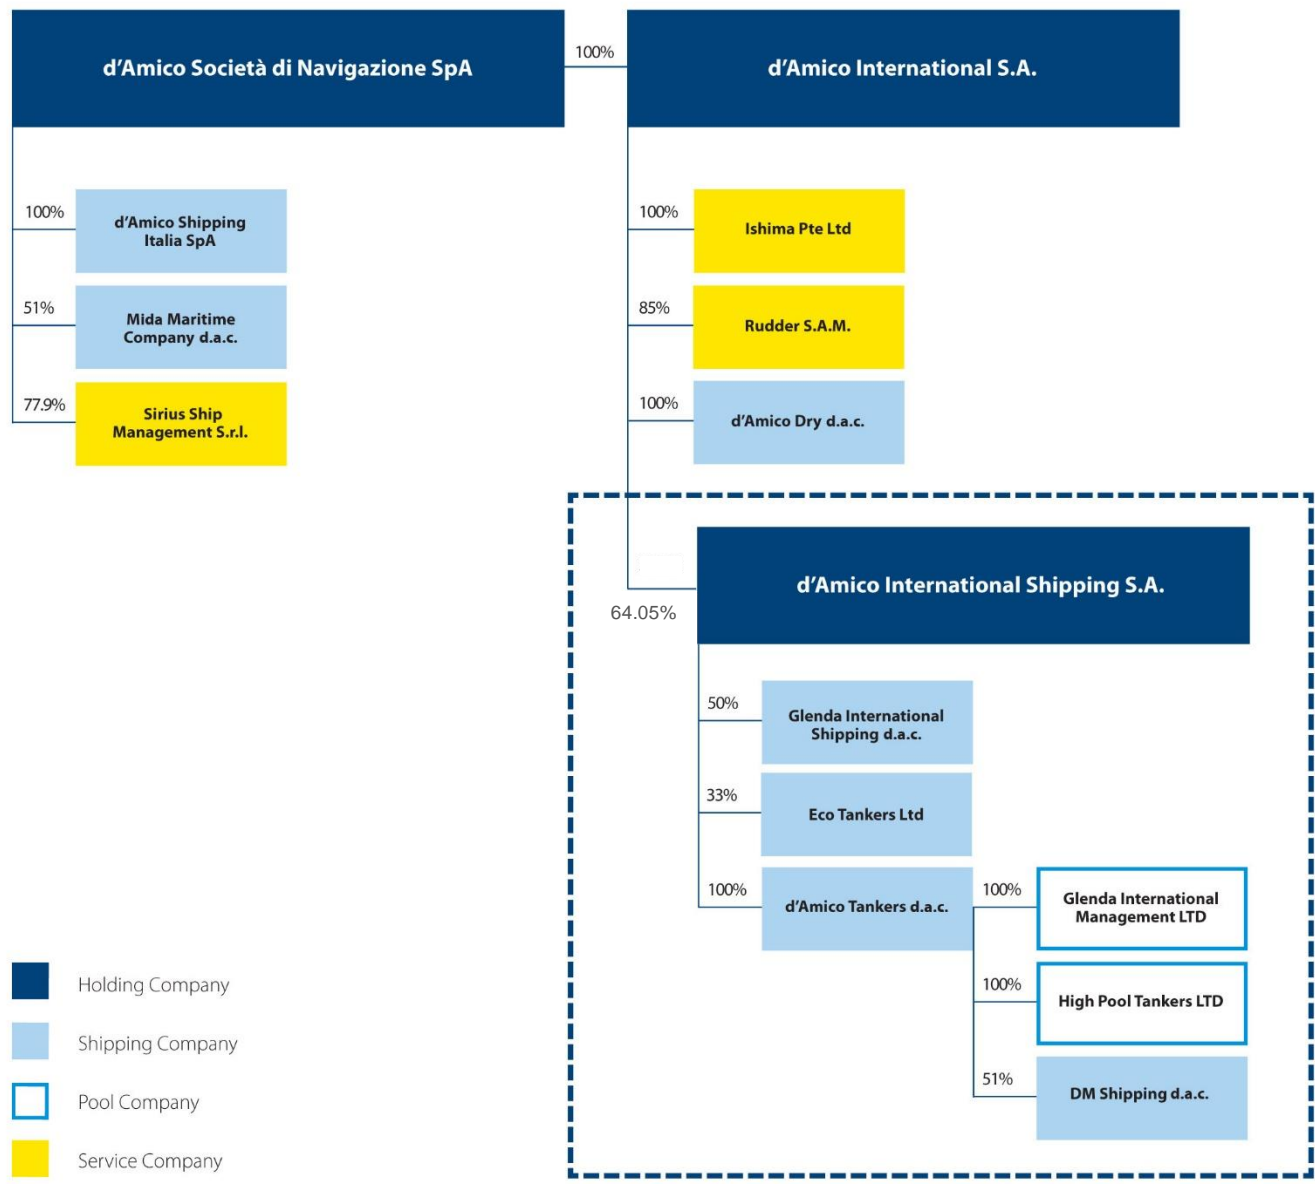 d’Amico Società di Navigazione SpA
100%
d’Amico International S.A.
100%
d’Amico Shipping
Italia SpA
51%
Mida Maritime
Company d.a.c.
77.9%
Sirius Ship
Management S.r.l.
100%
Ishima Pte Ltd
85%
Rudder S.A.M.
100%
d’Amico Dry d.a.c.
64.05%
d’Amico International Shipping S.A.
50%
Glenda International
Shipping d.a.c.
33%
Eco Tankers Ltd
100%
d’Amico Tankers d.a.c.
100%
Glenda International
Management LTD
100%
High Pool Tankers LTD
51%
DM Shipping d.a.c.
Holding Company
Shipping Company
Pool Company
Service Company